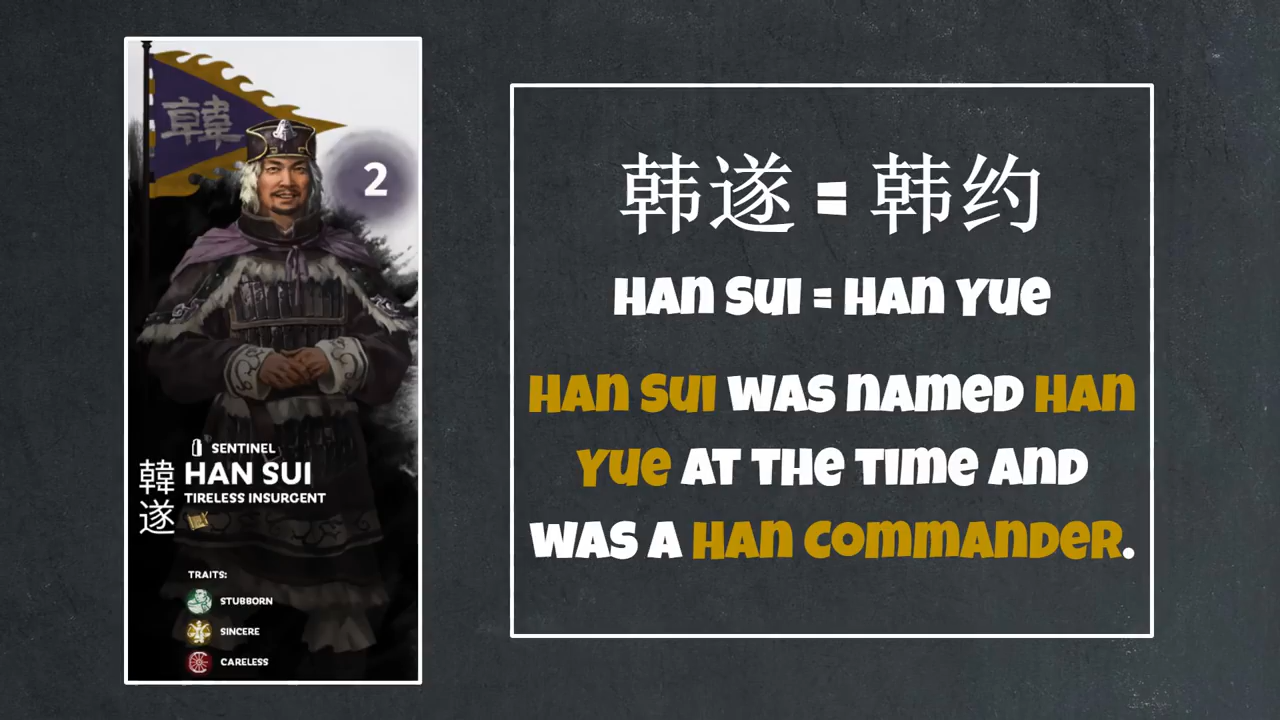 韓
2
SENTINEL
韓遂
HAN SUI
TIRELESS INSURGENT
TRAITS:
STUBBORN
SINCERE
CARELESS
韩遂 = 韩约
Han Sui = Han Yue
Han Sui was named Han
Yue at the time and
was a Han Commander.